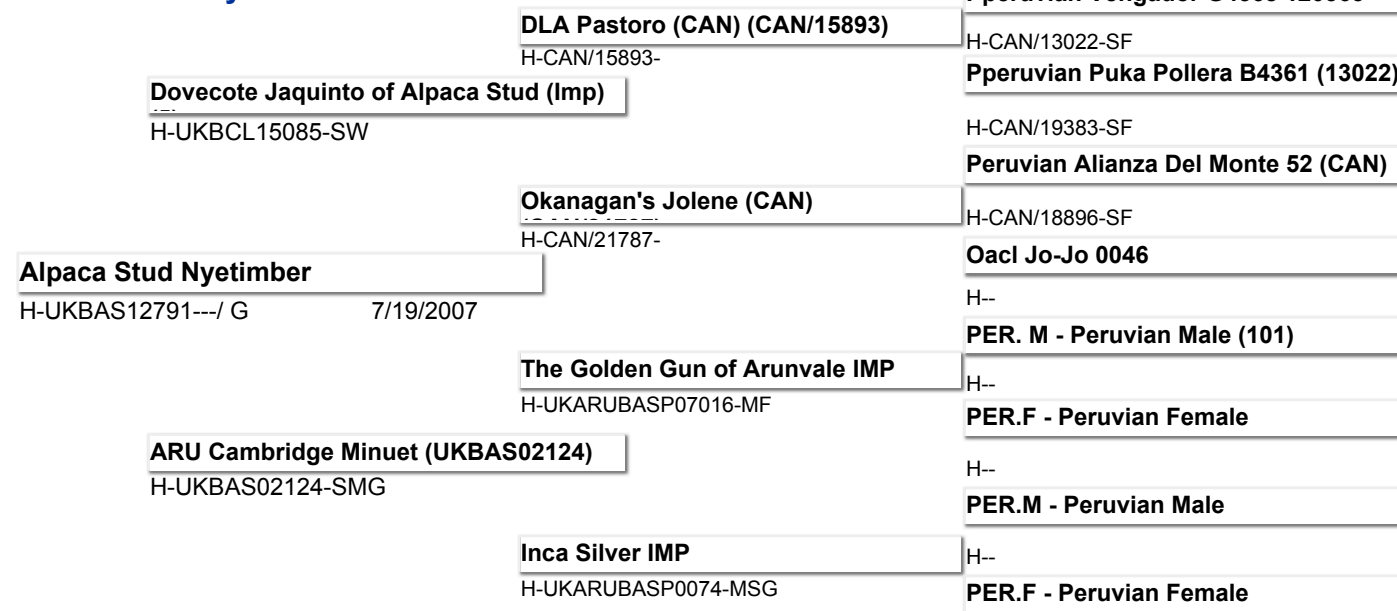 DLA Pastoro (CAN) (CAN/15893)
H-CAN/15893-
H-CAN/13022-SF
Pperuvian Puka Pollera B4361 (13022)
Dovecote Jaquinto of Alpaca Stud (Imp)
H-UKBCL15085-SW
H-CAN/19383-SF
Peruvian Alianza Del Monte 52 (CAN)
Okanagan's Jolene (CAN)
H-CAN/21787-
H-CAN/18896-SF
Oacl Jo-Jo 0046
Alpaca Stud Nyetimber
H-UKBAS12791---/ G 7/19/2007
H--
PER. M - Peruvian Male (101)
The Golden Gun of Arunvale IMP
H-UKARUBASP07016-MF
H--
PER.F - Peruvian Female
ARU Cambridge Minuet (UKBAS02124)
H-UKBAS02124-SMG
H--
PER.M - Peruvian Male
Inca Silver IMP
H-UKARUBASP0074-MSG
H--
PER.F - Peruvian Female